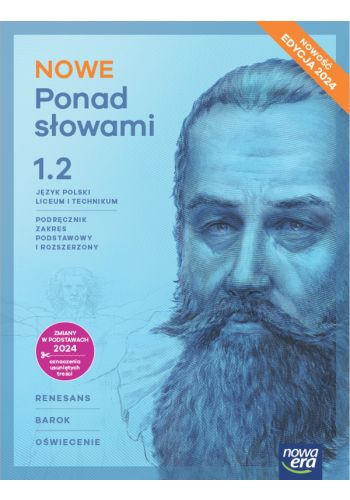 NOWOŚĆ
EDYCJA 2024
NOWE
Ponad
słowami
1.2
JĘZYK POLSKI
LICEUM I TECHNIKUM
PODRĘCZNIK
ZAKRES
PODSTAWOWY
I ROZSZERZONY
ZMIANY
W PODSTAWACH
2024
oznaczenia
usuniętych
treści
RENESANS
BAROK
OŚWIECENIE
nowa
era